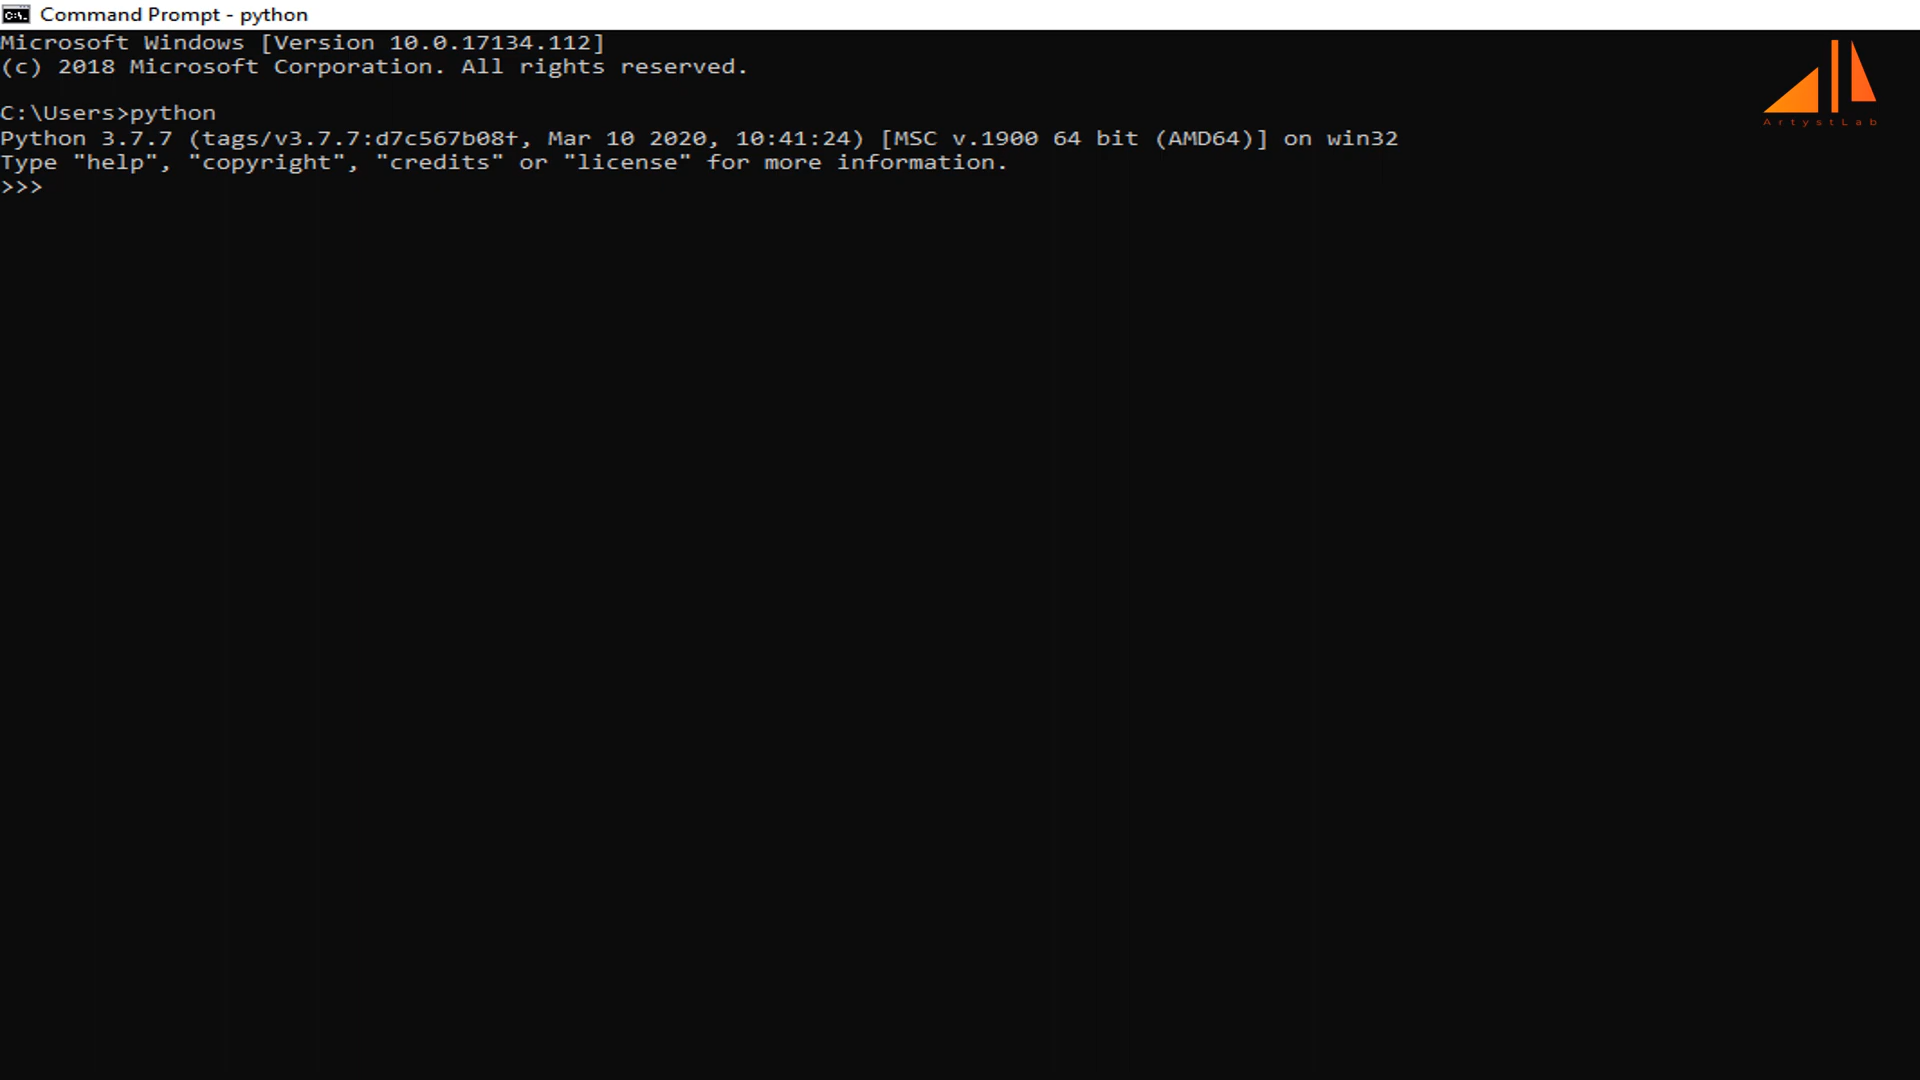 Command Prompt - python
Microsoft Windows [Version 10.0.17134.112]
(c) 2018 Microsoft Corporation. All rights reserved.
C:\Users>python
Python 3.7.7 (tags/v3.7.7:d7c567b08f, Mar 10 2020, 10:41:24) [MSC v.1900 64 bit (AMD64)] on win32
Type "help", "copyright", "credits" or "license" for more information.
>>>
ArtystLab